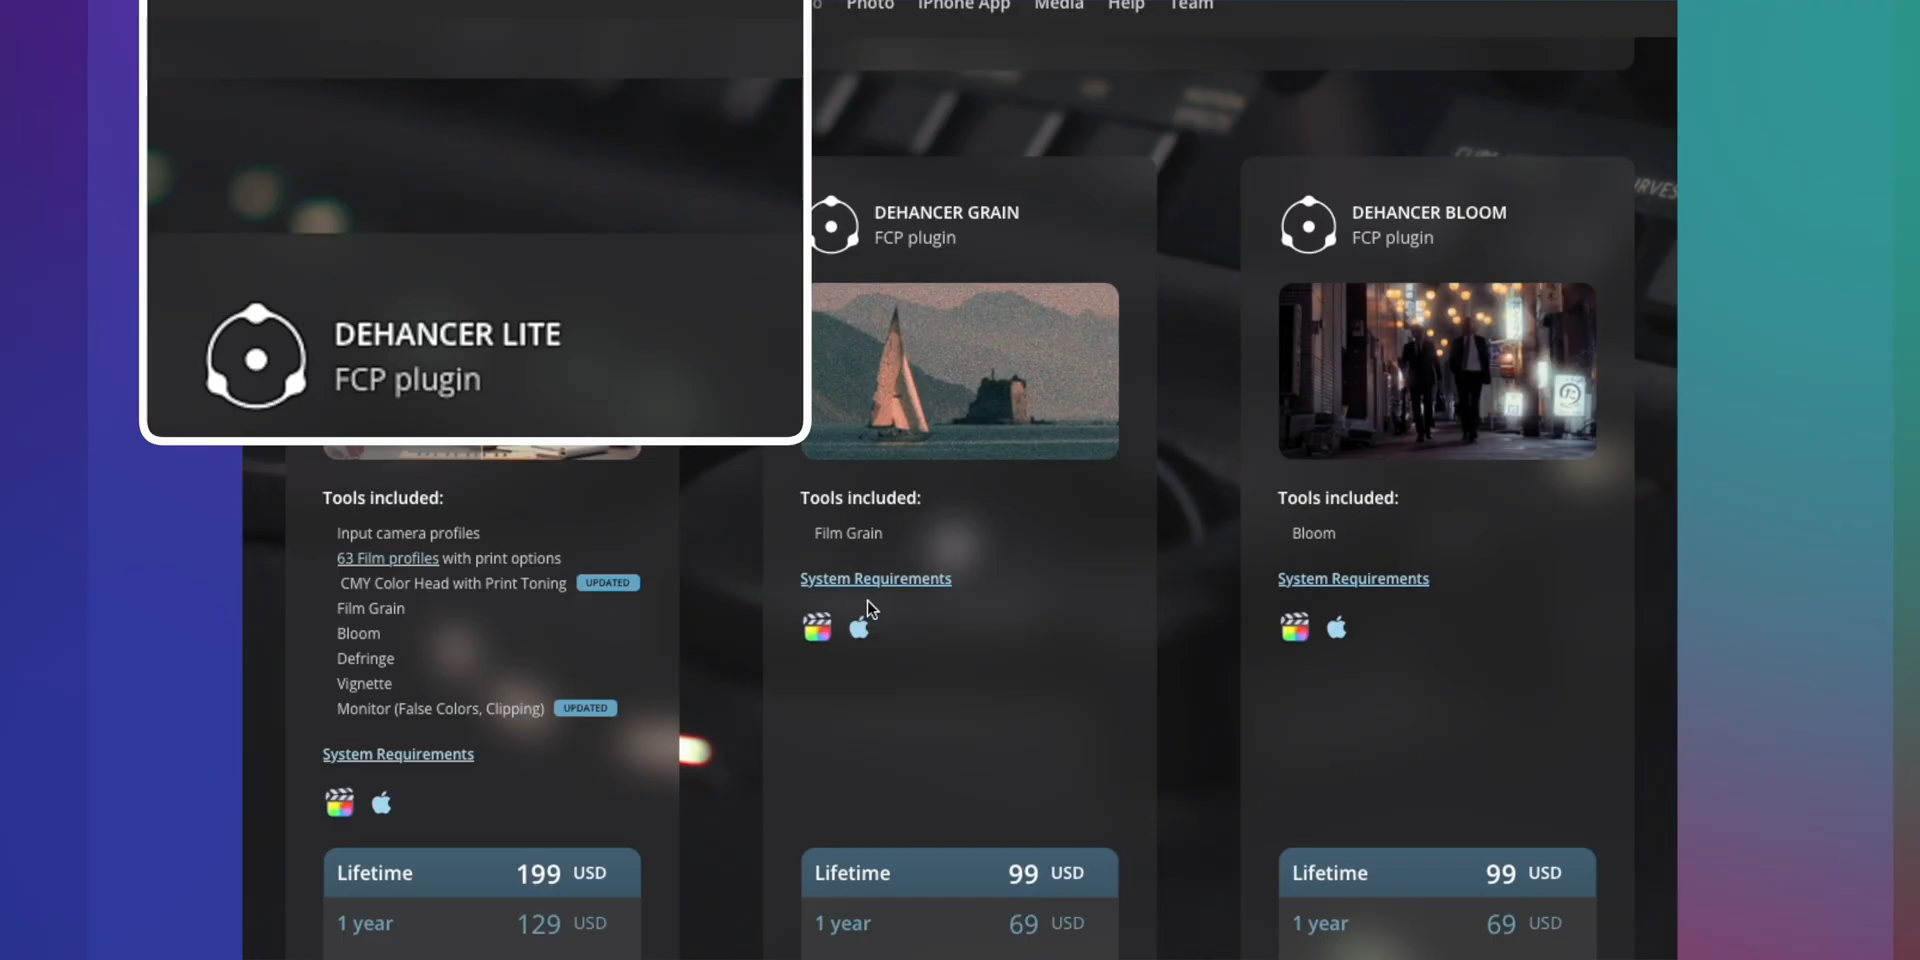 Photo iPhone App Media Help Team
DEHANCER LITE
FCP plugin
Tools included:
Input camera profiles
63 Film profiles with print options
CMY Color Head with Print Toning UPDATED
Film Grain
Bloom
Defringe
Vignette
Monitor (False Colors, Clipping) UPDATED
System Requirements
Lifetime 199 USD
1 year 129 USD
DEHANCER GRAIN
FCP plugin
Tools included:
Film Grain
System Requirements
Lifetime 99 USD
1 year 69 USD
DEHANCER BLOOM
FCP plugin
Tools included:
Bloom
System Requirements
Lifetime 99 USD
1 year 69 USD